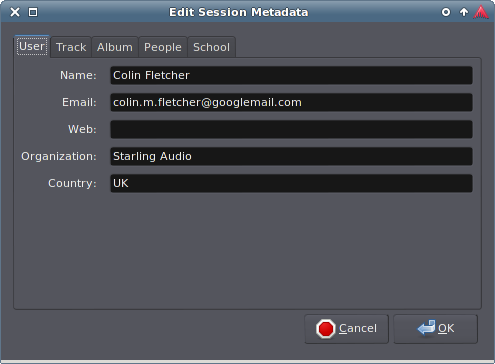 Edit Session Metadata
User Track Album People School
Name: Colin Fletcher
Email: colin.m.fletcher@googlemail.com
Web:
Organization: Starling Audio
Country: UK
Cancel OK